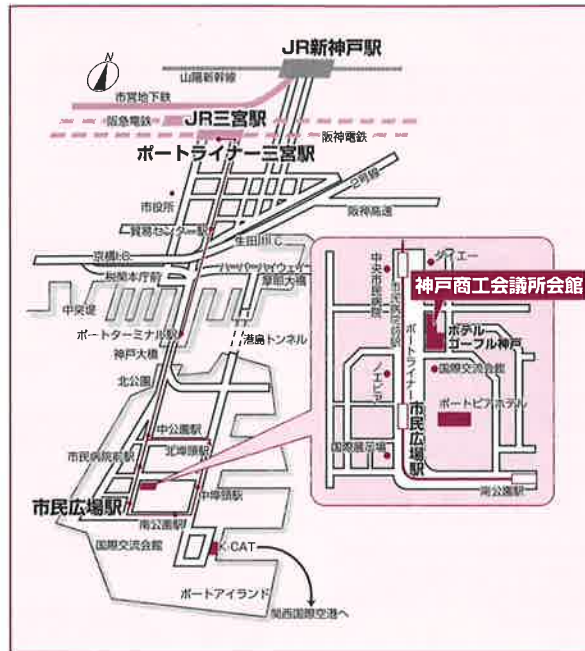 N
JR新神戸駅
山陽新幹線
市営地下鉄
JR三宮駅
阪急電鉄
阪神電鉄
ポートライナー三宮駅
2号線
市役所
阪神高速
貿易センター駅
生田川I.C
京橋I.C
税関本庁前
ハーバーハイウェイ
摩耶大橋
中突堤
ポートターミナル駅
神戸大橋
港島トンネル
北公園
中公園駅
北埠頭駅
市民病院前駅
市民広場駅
中埠頭駅
南公園駅
国際交流会館
K-CAT
ポートアイランド
関西国際空港へ
ダイエー
中央市民病院
市民病院前駅
神戸商工会議所会館
ホテル
ゴーフル神戸
ポートライナー
国際交流会館
ノエビア
ポートピアホテル
市民広場駅
国際展示場
南公園駅